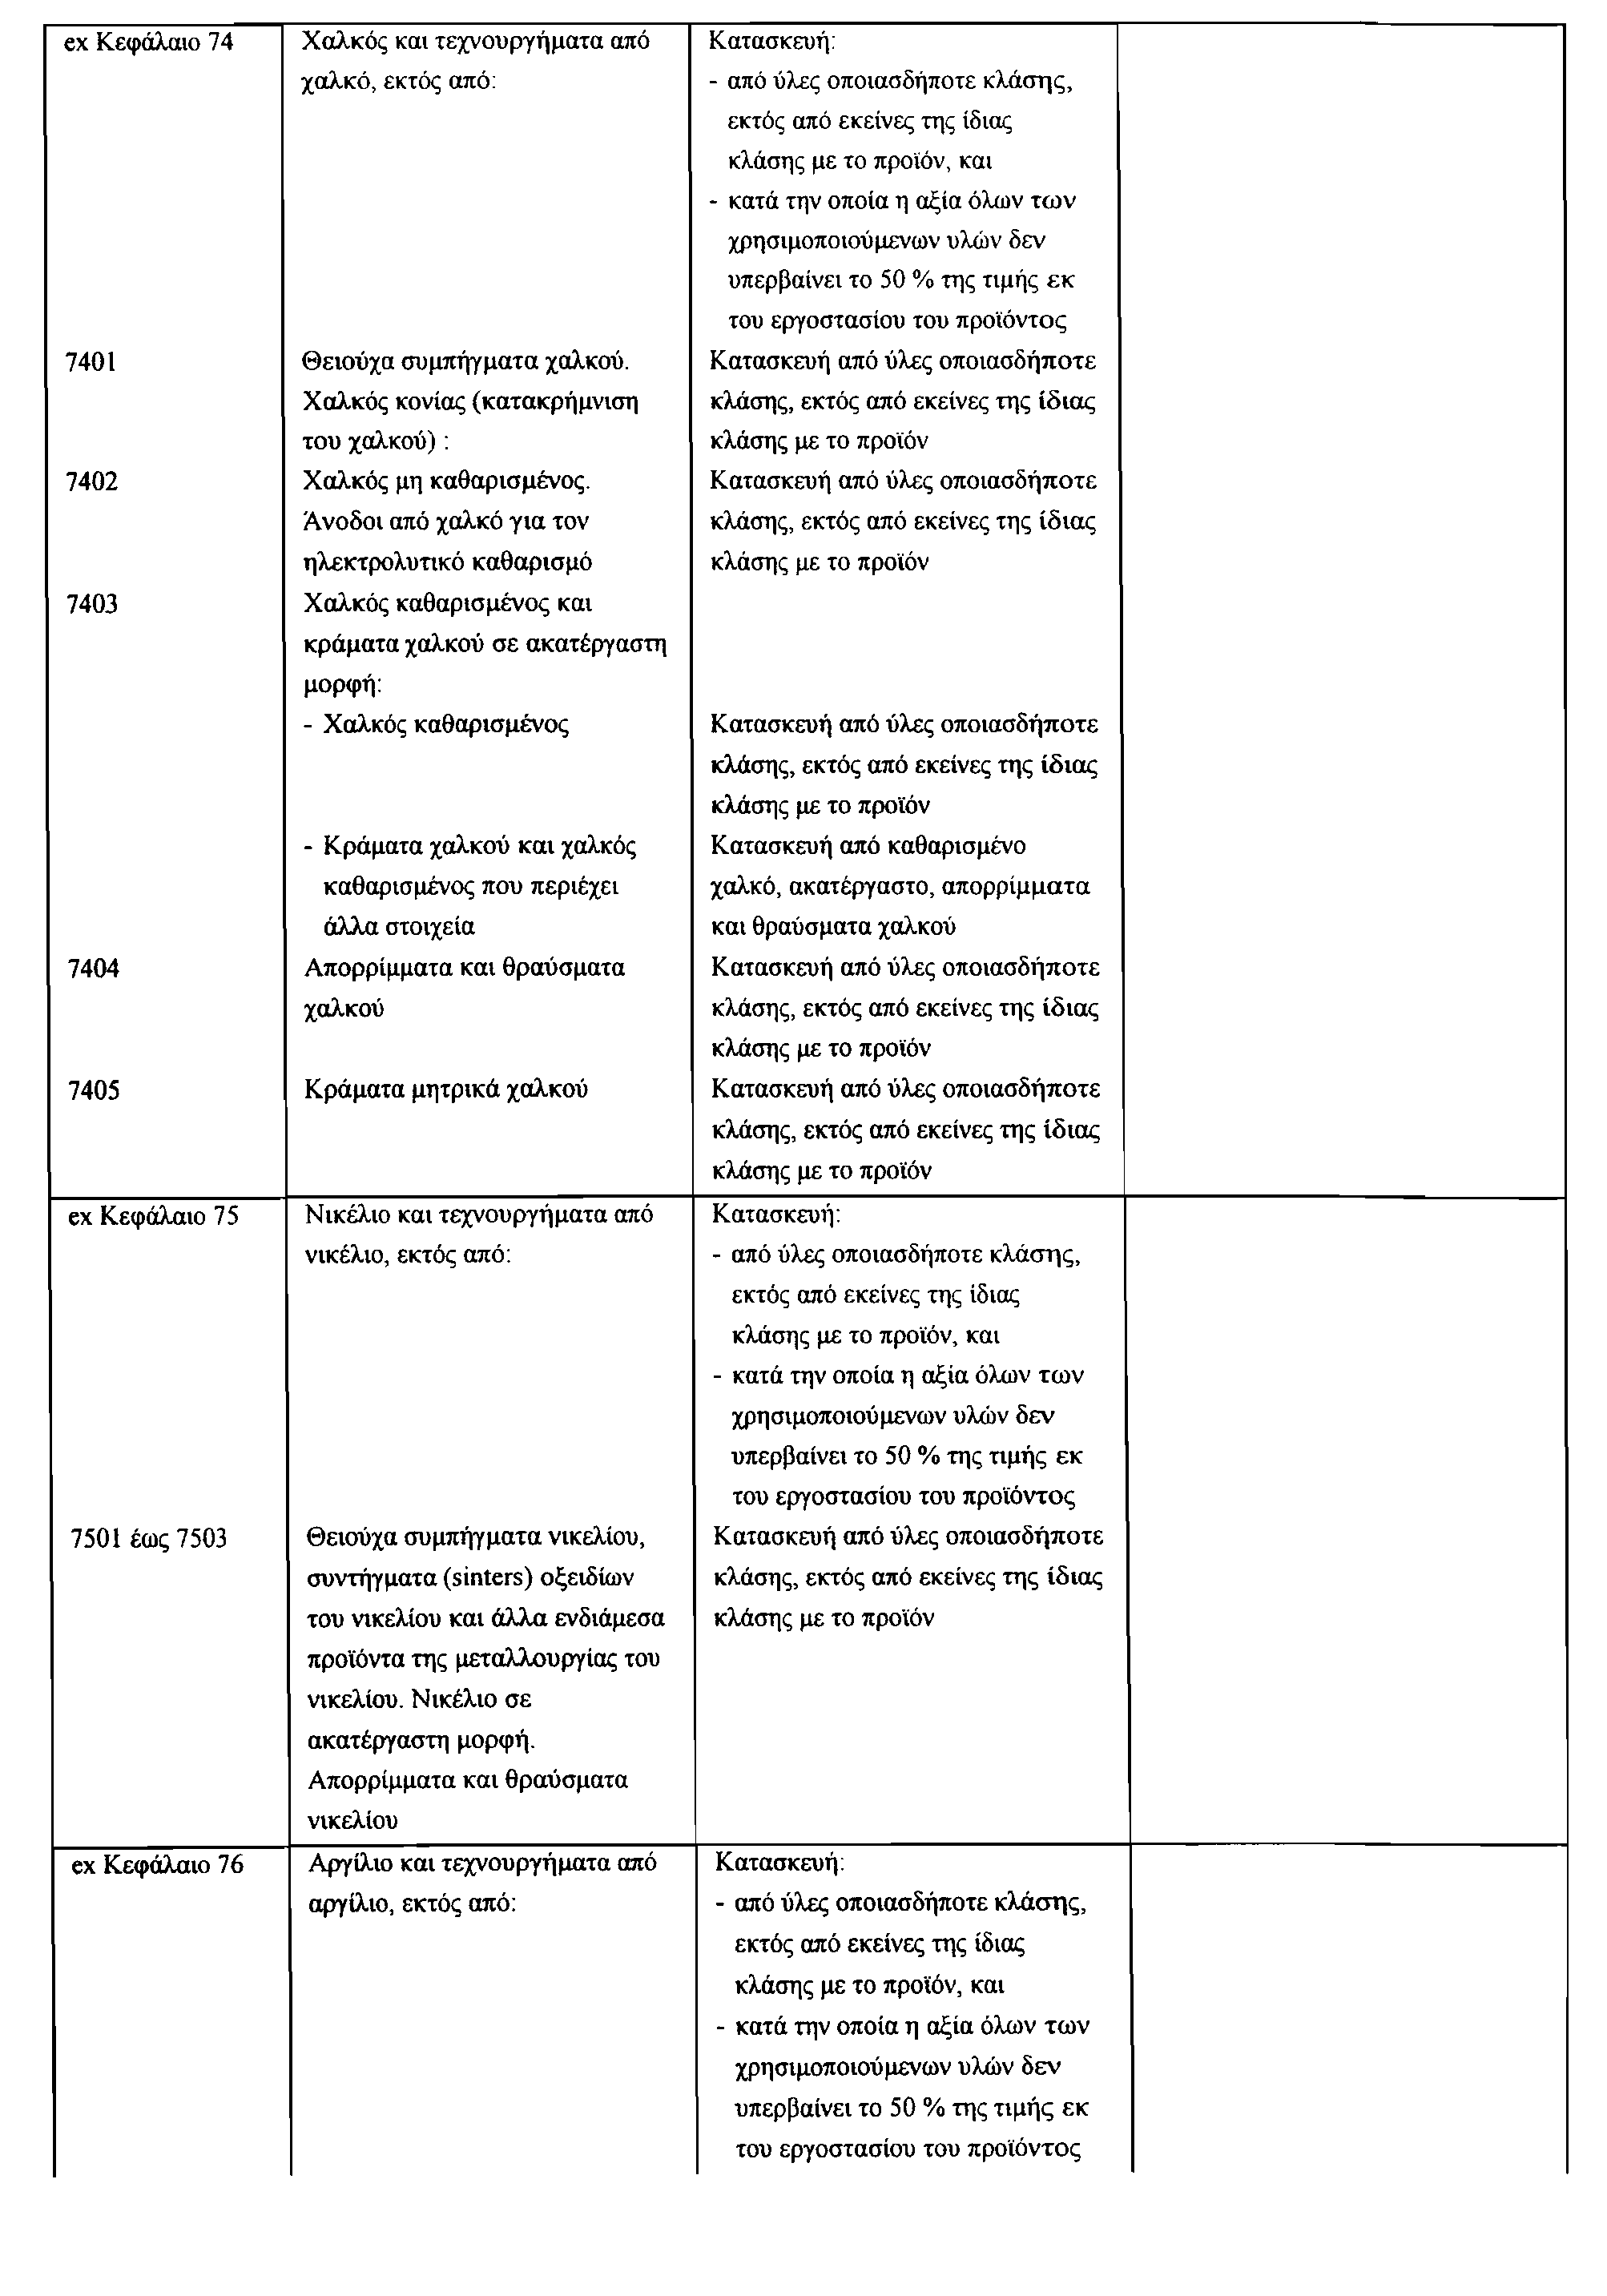 ex Κεφάλαιο 74
Χαλκός και τεχνουργήματα από
χαλκό, εκτός από:
Κατασκευή:
- από ύλες οποιασδήποτε κλάσης,
εκτός από εκείνες της ίδιας
κλάσης με το προϊόν, και
- κατά την οποία η αξία όλων των
χρησιμοποιούμενων υλών δεν
υπερβαίνει το 50 % της τιμής εκ
του εργοστασίου του προϊόντος
7401
Θειούχα συμπήγματα χαλκού.
Χαλκός κονίας (κατακρήμνιση
του χαλκού) :
Κατασκευή από ύλες οποιασδήποτε
κλάσης, εκτός από εκείνες της ίδιας
κλάσης με το προϊόν
7402
Χαλκός μη καθαρισμένος.
Άνοδοι από χαλκό για τον
ηλεκτρολυτικό καθαρισμό
Κατασκευή από ύλες οποιασδήποτε
κλάσης, εκτός από εκείνες της ίδιας
κλάσης με το προϊόν
7403
Χαλκός καθαρισμένος και
κράματα χαλκού σε ακατέργαστη
μορφή:
- Χαλκός καθαρισμένος
Κατασκευή από ύλες οποιασδήποτε
κλάσης, εκτός από εκείνες της ίδιας
κλάσης με το προϊόν
- Κράματα χαλκού και χαλκός
καθαρισμένος που περιέχει
άλλα στοιχεία
Κατασκευή από καθαρισμένο
χαλκό, ακατέργαστο, απορρίμματα
και θραύσματα χαλκού
7404
Απορρίμματα και θραύσματα
χαλκού
Κατασκευή από ύλες οποιασδήποτε
κλάσης, εκτός από εκείνες της ίδιας
κλάσης με το προϊόν
7405
Κράματα μητρικά χαλκού
Κατασκευή από ύλες οποιασδήποτε
κλάσης, εκτός από εκείνες της ίδιας
κλάσης με το προϊόν
ex Κεφάλαιο 75
Νικέλιο και τεχνουργήματα από
νικέλιο, εκτός από:
Κατασκευή:
- από ύλες οποιασδήποτε κλάσης,
εκτός από εκείνες της ίδιας
κλάσης με το προϊόν, και
- κατά την οποία η αξία όλων των
χρησιμοποιούμενων υλών δεν
υπερβαίνει το 50 % της τιμής εκ
του εργοστασίου του προϊόντος
7501 έως 7503
Θειούχα συμπήγματα νικελίου,
συντήγματα (sinters) οξειδίων
του νικελίου και άλλα ενδιάμεσα
προϊόντα της μεταλλουργίας του
νικελίου. Νικέλιο σε
ακατέργαστη μορφή.
Απορρίμματα και θραύσματα
νικελίου
Κατασκευή από ύλες οποιασδήποτε
κλάσης, εκτός από εκείνες της ίδιας
κλάσης με το προϊόν
ex Κεφάλαιο 76
Αργίλιο και τεχνουργήματα από
αργίλιο, εκτός από:
Κατασκευή:
- από ύλες οποιασδήποτε κλάσης,
εκτός από εκείνες της ίδιας
κλάσης με το προϊόν, και
- κατά την οποία η αξία όλων των
χρησιμοποιούμενων υλών δεν
υπερβαίνει το 50 % της τιμής εκ
του εργοστασίου του προϊόντος